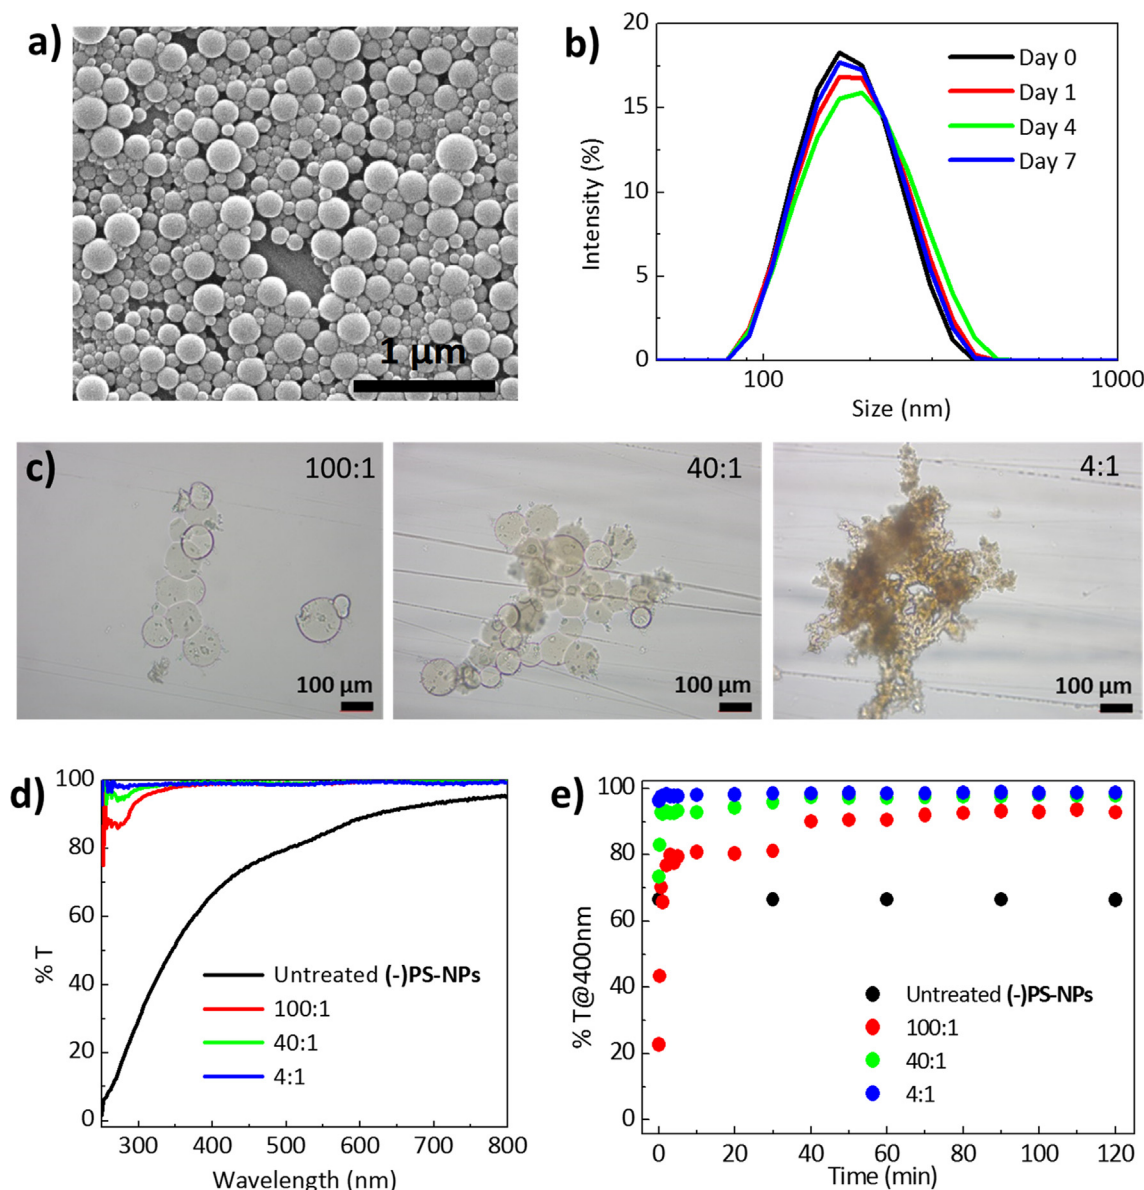 a)
1 µm
b)
20
15
10
5
0
Intensity (%)
Day 0
Day 1
Day 4
Day 7
100
1000
Size (nm)
c)
100:1
100 µm
40:1
100 µm
4:1
100 µm
d)
100
80
60
40
20
0
% T
Untreated (-)PS-NPs
100:1
40:1
4:1
300 400 500 600 700 800
Wavelength (nm)
e)
100
80
60
40
20
0
% T@400nm
Untreated (-)PS-NPs
100:1
40:1
4:1
0 20 40 60 80 100 120
Time (min)